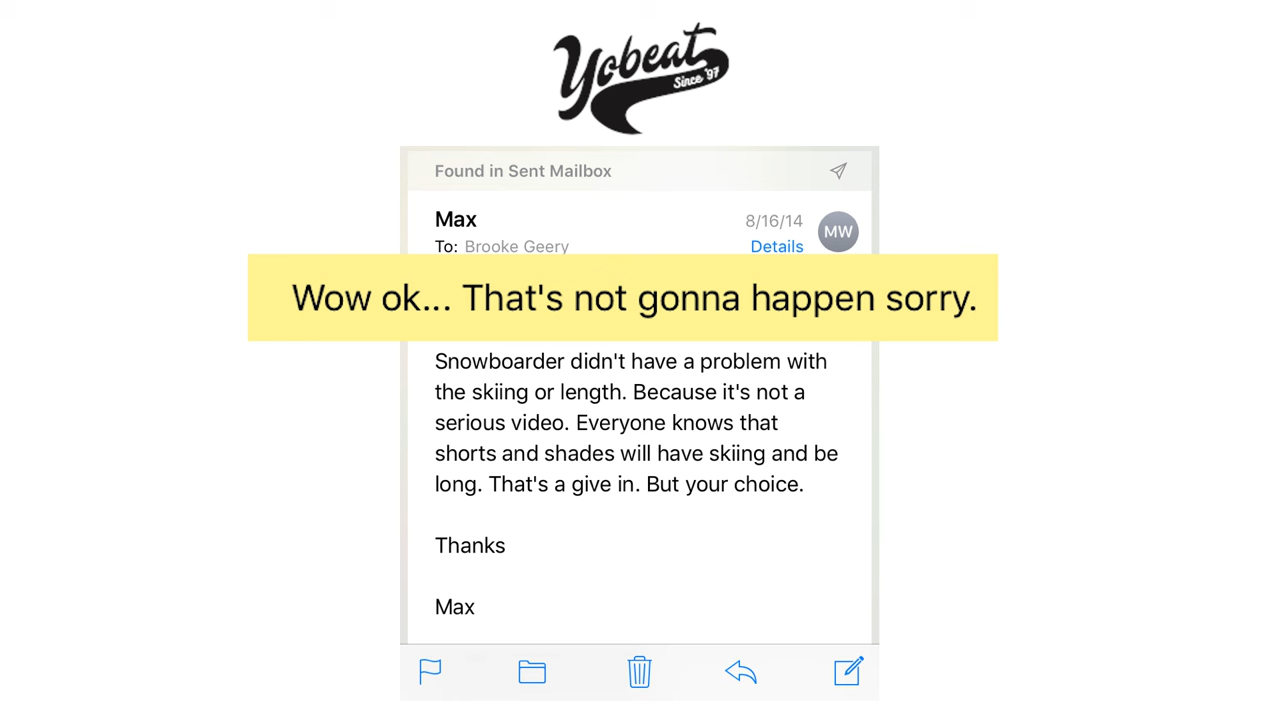 Yobeat
Since '97
Found in Sent Mailbox
Max
8/16/14
MW
To: Brooke Geery
Details
Wow ok... That's not gonna happen sorry.
Snowboarder didn't have a problem with
the skiing or length. Because it's not a
serious video. Everyone knows that
shorts and shades will have skiing and be
long. That's a give in. But your choice.
Thanks
Max